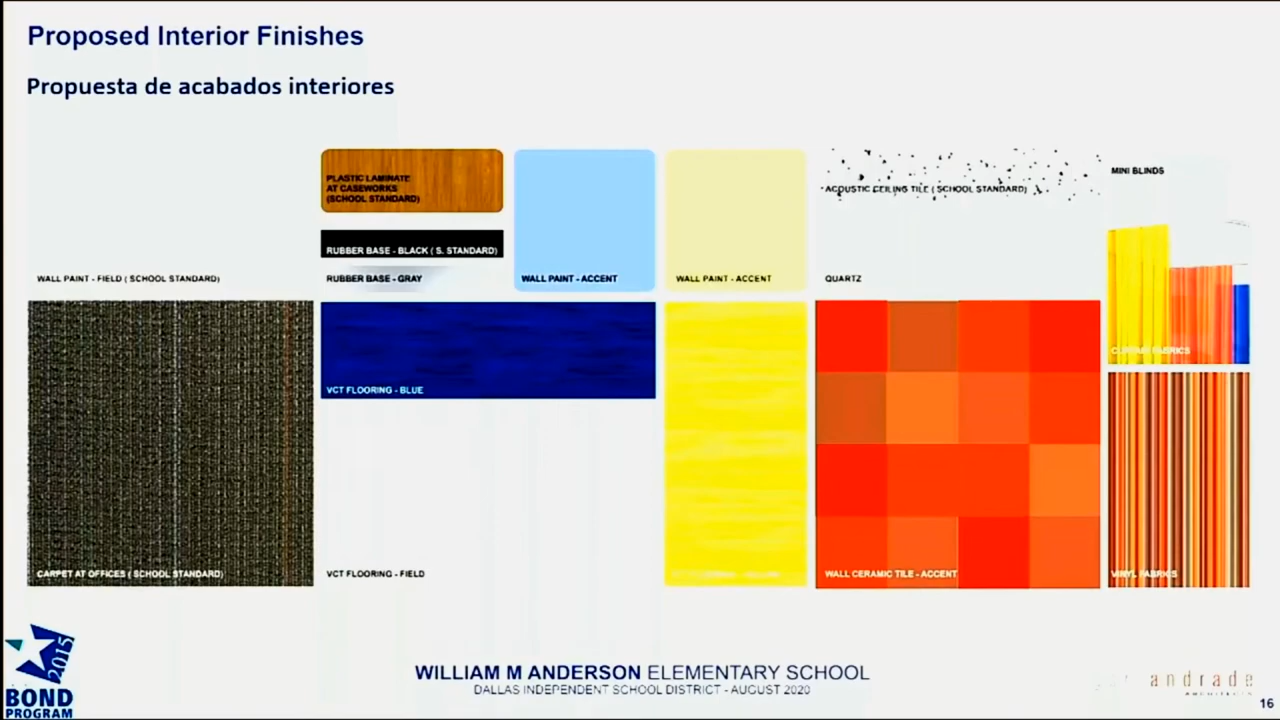 Proposed Interior Finishes
Propuesta de acabados interiores
PLASTIC LAMINATE
AT CASEWORKS
(SCHOOL STANDARD)
RUBBER BASE - BLACK ( S. STANDARD)
WALL PAINT - FIELD ( SCHOOL STANDARD)
RUBBER BASE - GRAY
WALL PAINT - ACCENT
WALL PAINT - ACCENT
ACOUSTIC CEILING TILE ( SCHOOL STANDARD)
QUARTZ
MINI BLINDS
FABRICS
VCT FLOORING - BLUE
CARPET AT OFFICES ( SCHOOL STANDARD)
VCT FLOORING - FIELD
WALL CERAMIC TILE - ACCENT
VINYL FABRICS
2015
BOND
PROGRAM
WILLIAM M ANDERSON ELEMENTARY SCHOOL
DALLAS INDEPENDENT SCHOOL DISTRICT - AUGUST 2020
andrade
ARCHITECTS
16